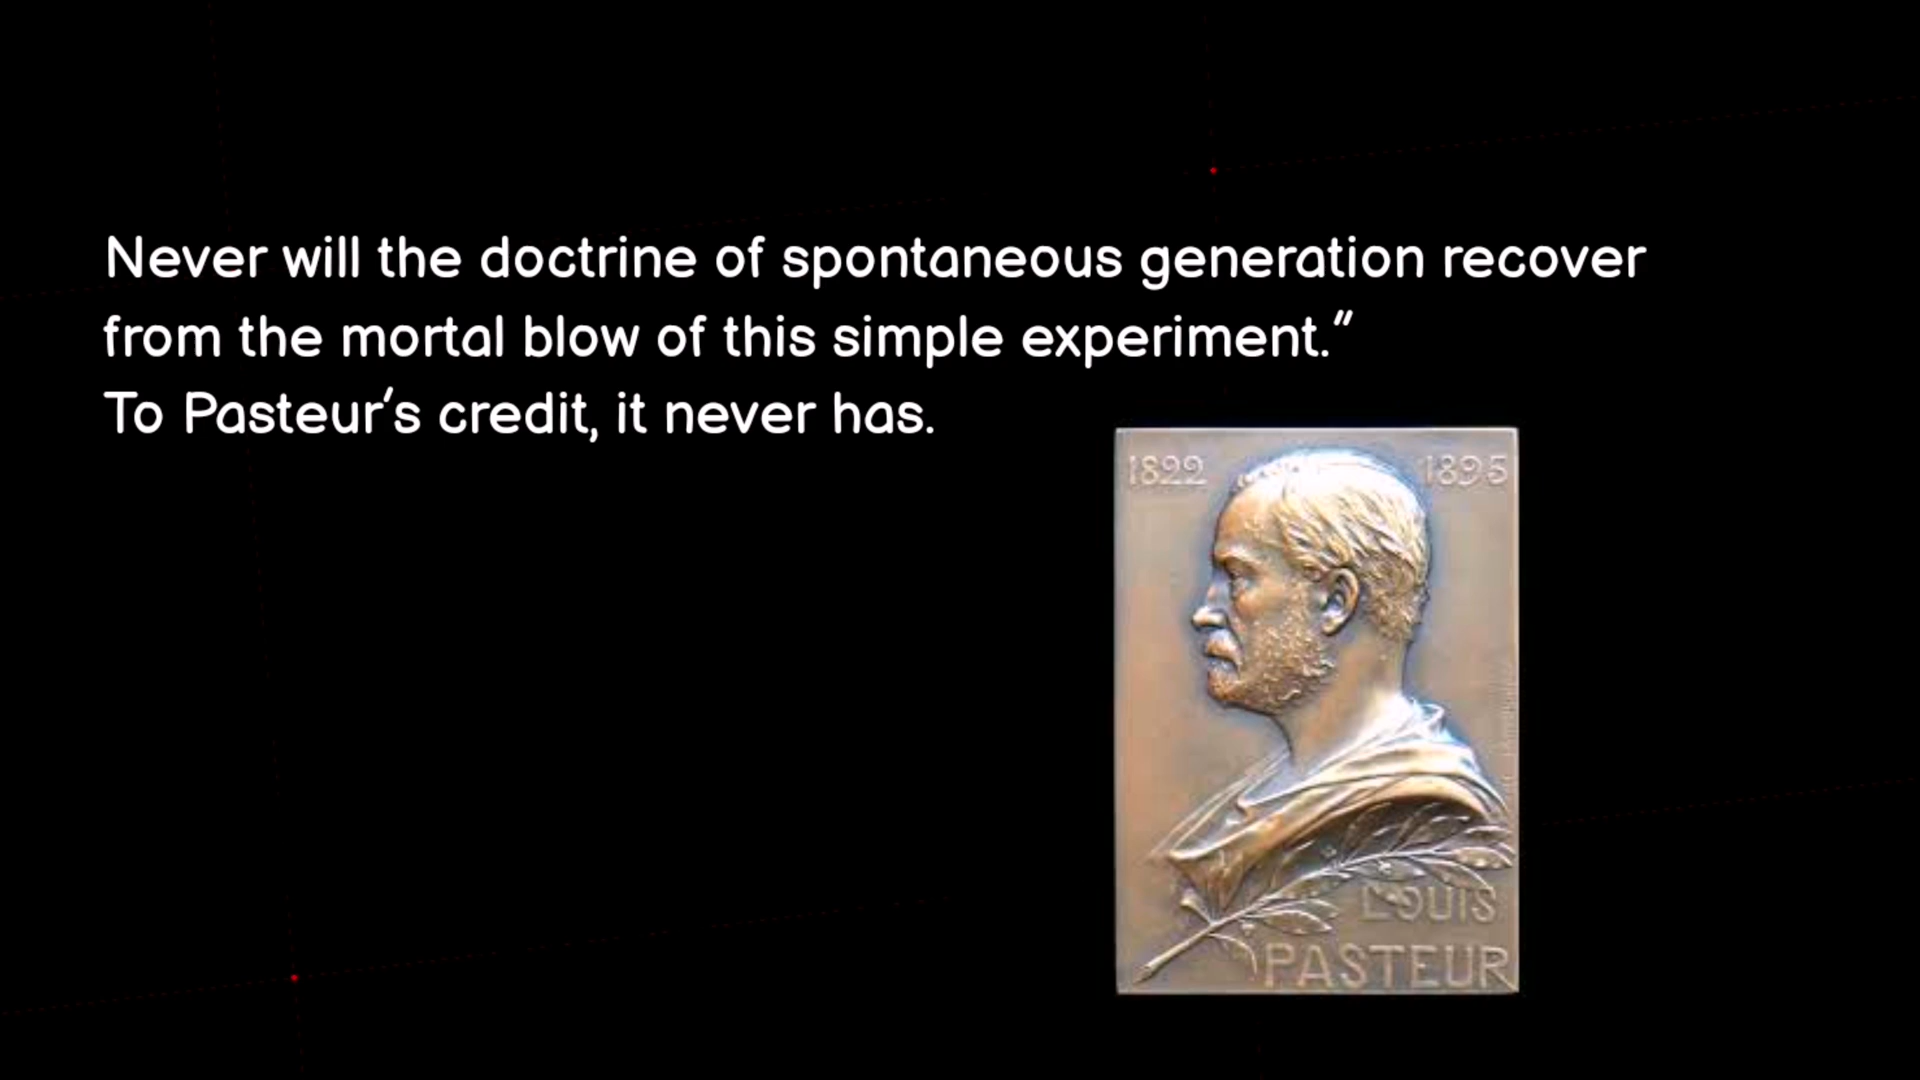 Never will the doctrine of spontaneous generation recover
from the mortal blow of this simple experiment.”
To Pasteur’s credit, it never has.
1822 1895
LOUIS
PASTEUR